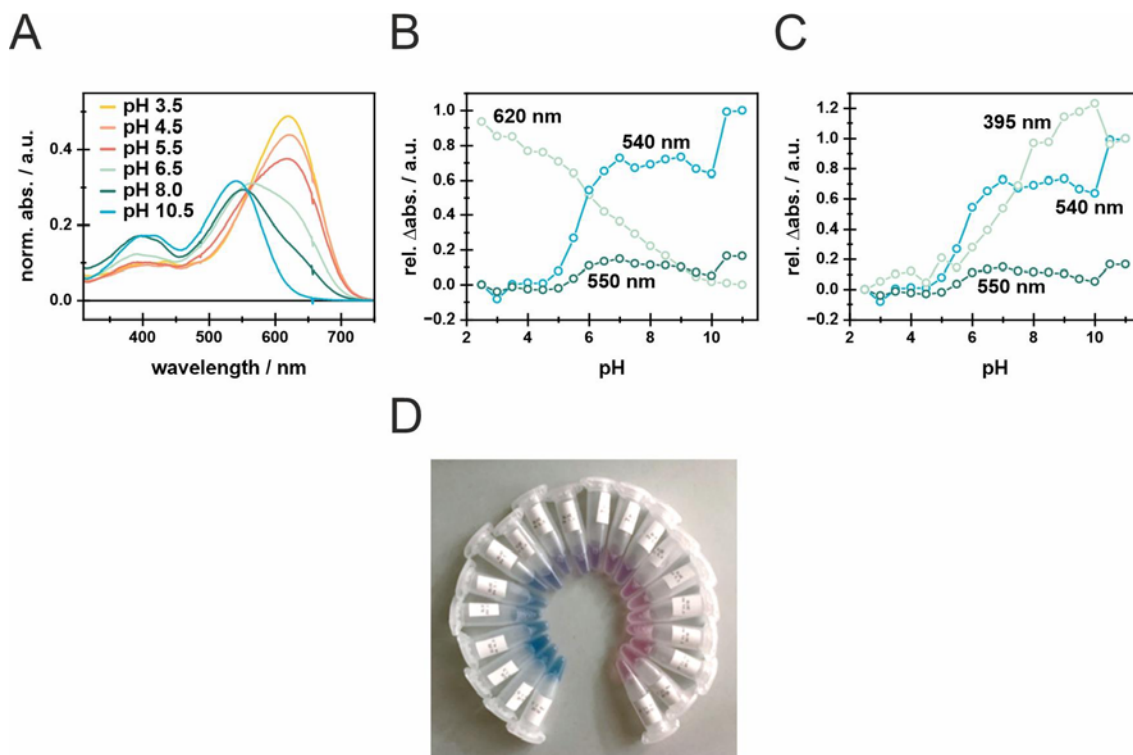 A
B
C
pH 3.5
pH 4.5
pH 5.5
pH 6.5
pH 8.0
pH 10.5
norm. abs. / a.u.
0.4
0.2
0.0
400
500
600
700
wavelength / nm
rel. Δabs. / a.u.
1.0
0.8
0.6
0.4
0.2
0.0
−0.2
620 nm
540 nm
550 nm
2
4
6
8
10
pH
rel. Δabs. / a.u.
1.2
1.0
0.8
0.6
0.4
0.2
0.0
−0.2
395 nm
540 nm
550 nm
2
4
6
8
10
pH
D